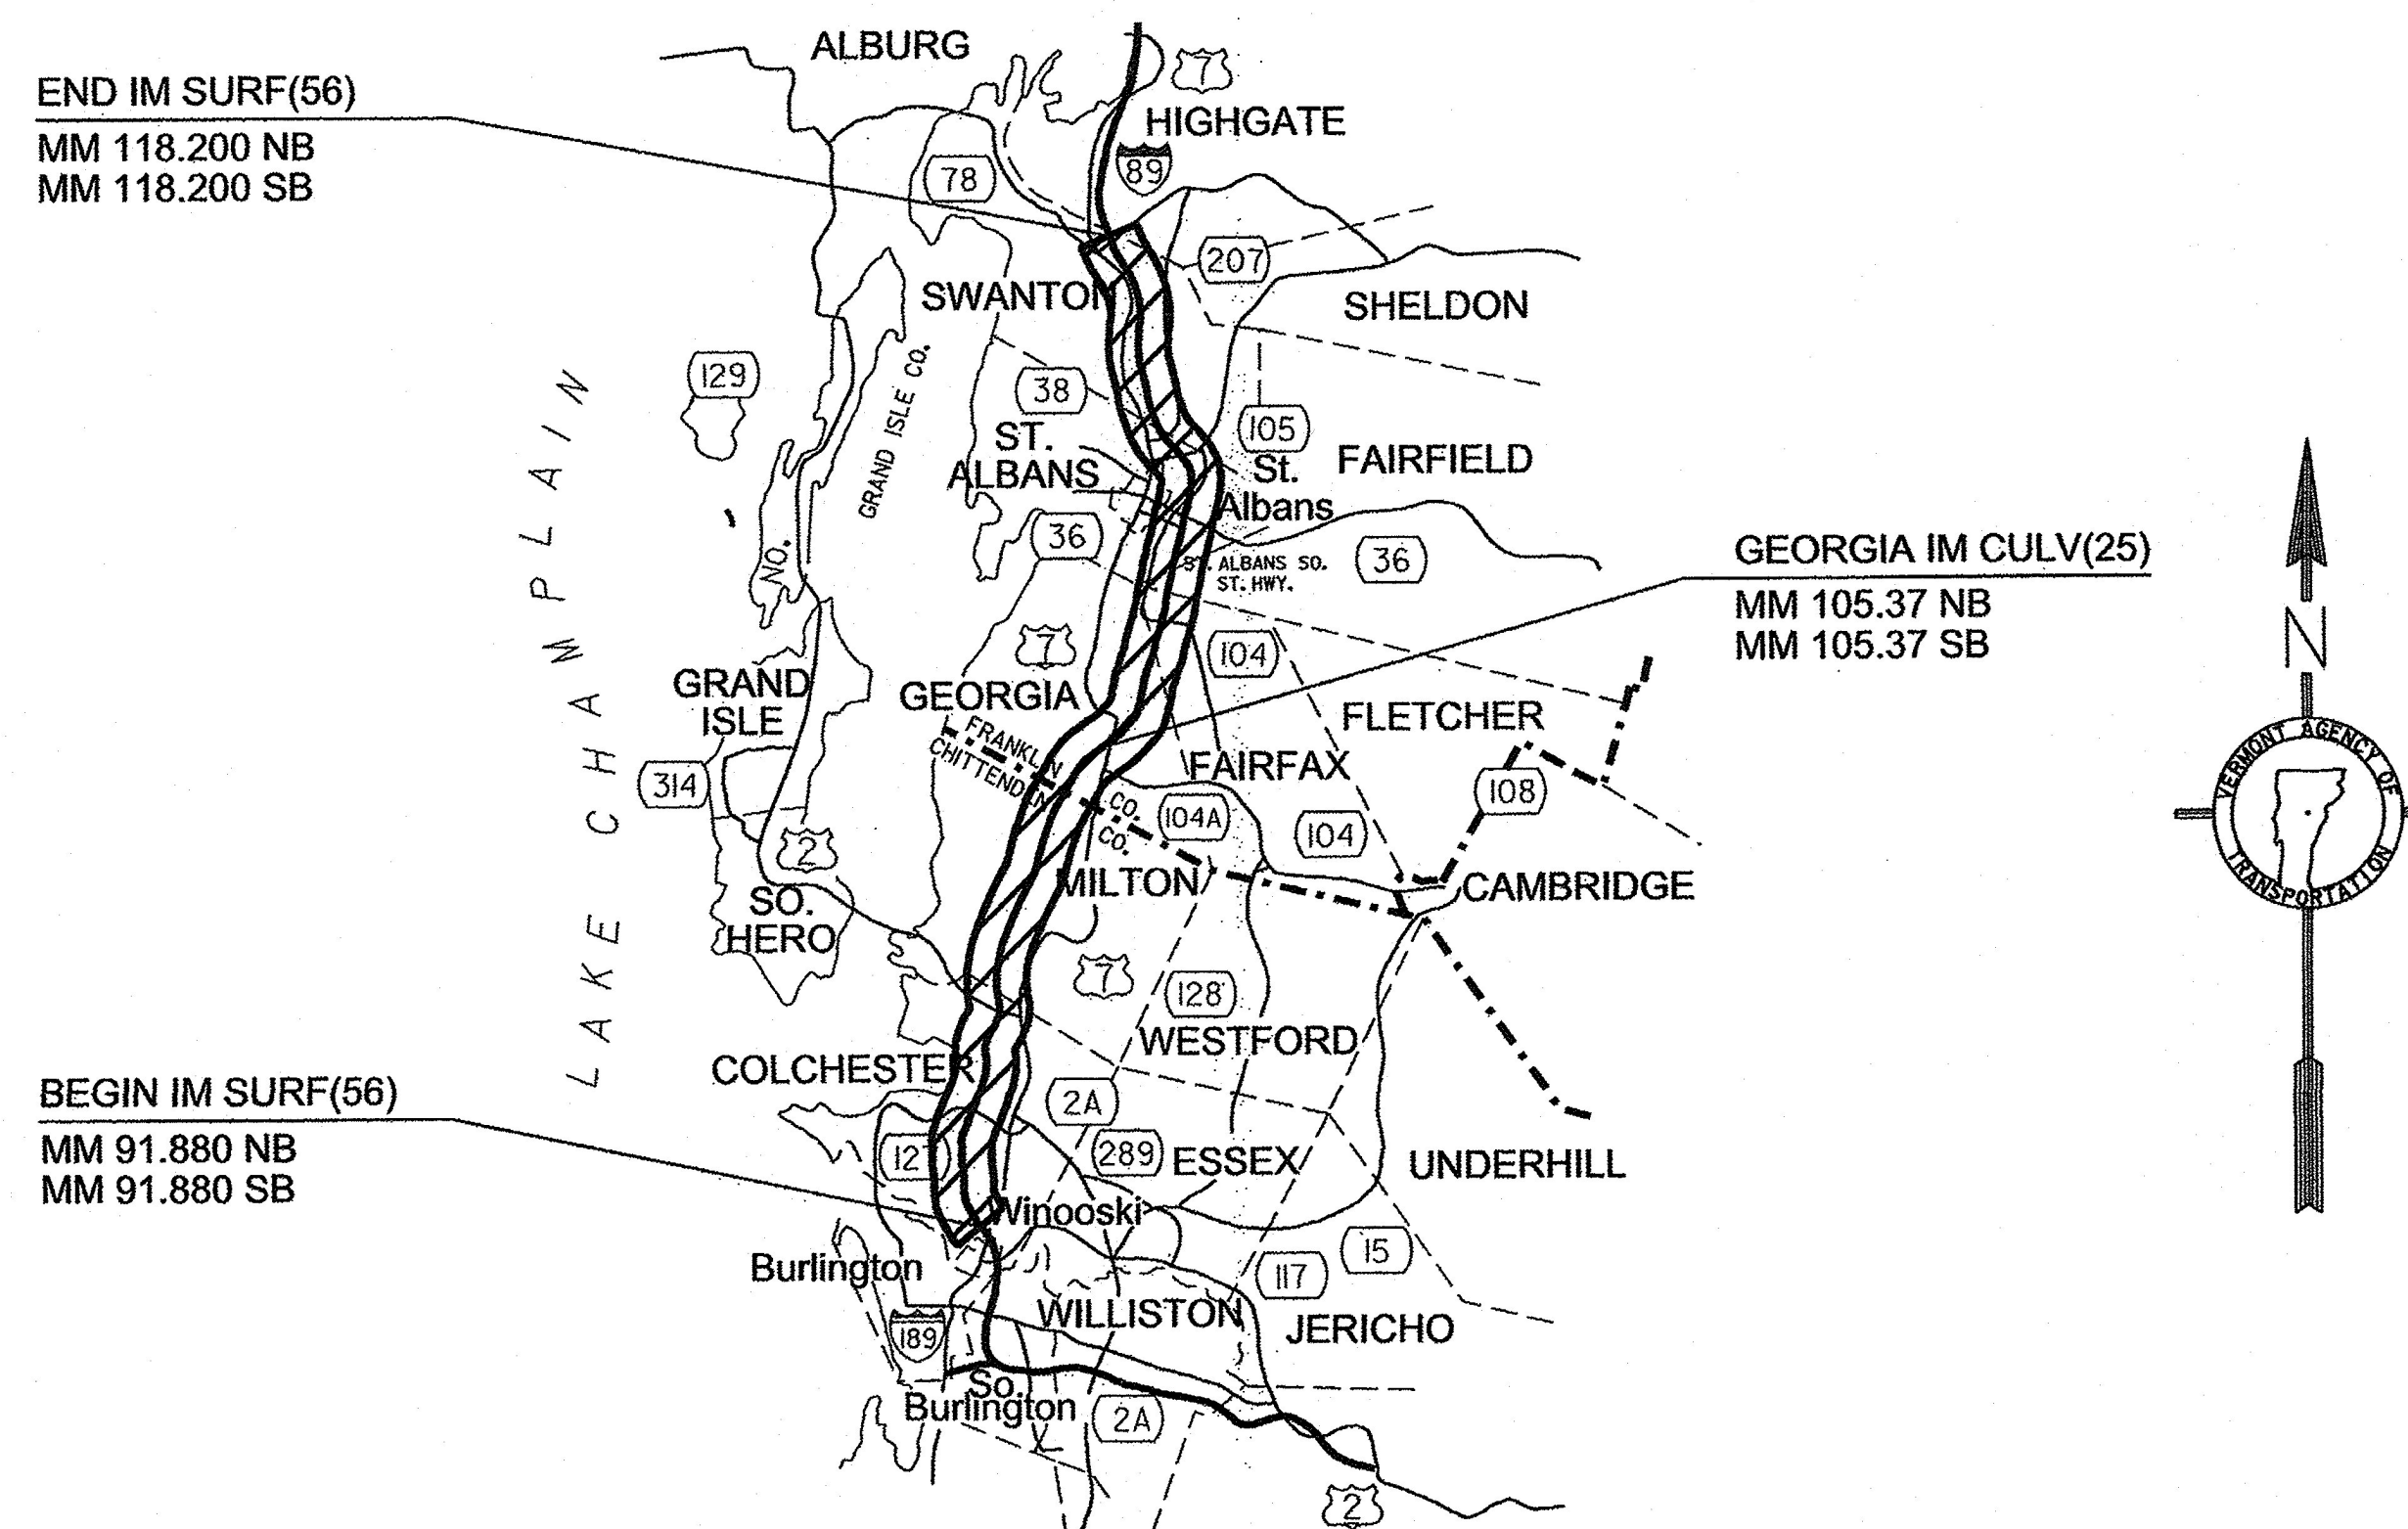 ALBURG
7
END IM SURF(56)
MM 118.200 NB
MM 118.200 SB
HIGHGATE
89
78
207
SWANTON
SHELDON
129
38
GRAND ISLE CO.
105
ST.
ALBANS
St.
Albans
FAIRFIELD
36
NO.
ST. ALBANS SO.
ST. HWY.
36
GEORGIA IM CULV(25)
MM 105.37 NB
MM 105.37 SB
N
LAKE CHAMPLAIN
7
104
GRAND
ISLE
GEORGIA
FLETCHER
FRANKLIN CO.
CHITTENDEN CO.
FAIRFAX
314
104A
104
108
VERMONT AGENCY OF
TRANSPORTATION
2
MILTON
CAMBRIDGE
SO.
HERO
7
128
WESTFORD
COLCHESTER
BEGIN IM SURF(56)
MM 91.880 NB
MM 91.880 SB
2A
289
ESSEX
UNDERHILL
Winooski
Burlington
15
117
WILLISTON
JERICHO
189
So.
Burlington
2A
2